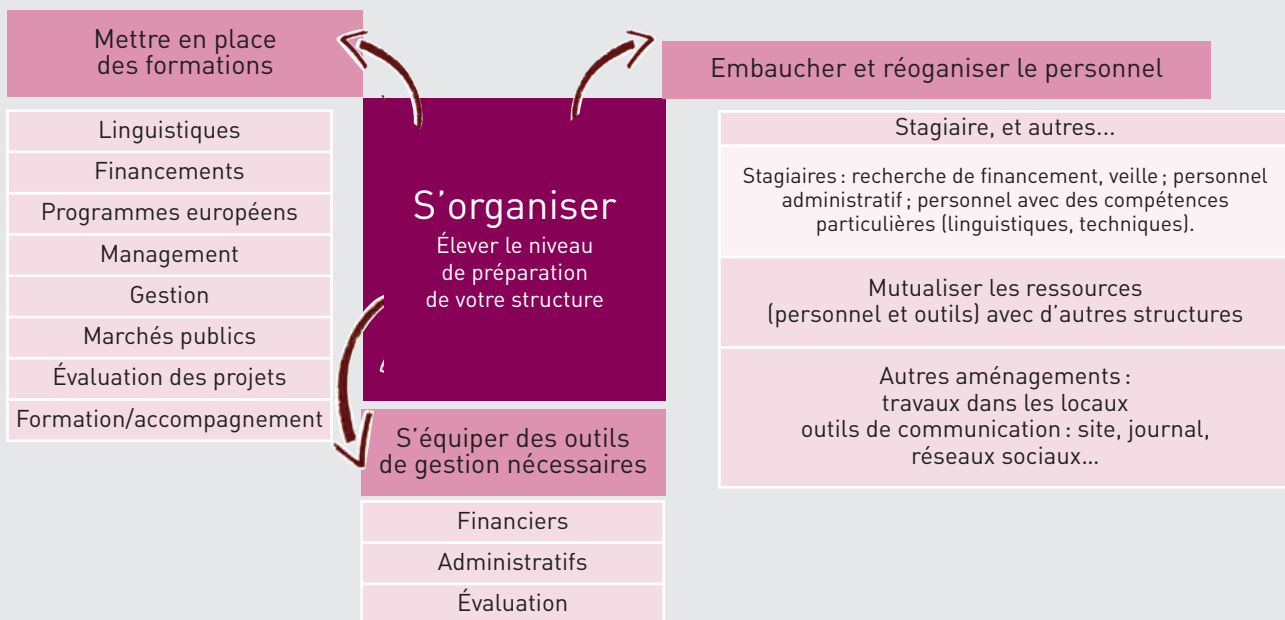 Mettre en place
des formations
Linguistiques
Financements
Programmes européens
Management
Gestion
Marchés publics
Évaluation des projets
Formation/accompagnement
S'organiser
Élever le niveau
de préparation
de votre structure
S'équiper des outils
de gestion nécessaires
Financiers
Administratifs
Évaluation
Embaucher et réoganiser le personnel
Stagiaire, et autres...
Stagiaires : recherche de financement, veille ; personnel
administratif ; personnel avec des compétences
particulières (linguistiques, techniques).
Mutualiser les ressources
(personnel et outils) avec d'autres structures
Autres aménagements :
travaux dans les locaux
outils de communication : site, journal,
réseaux sociaux...